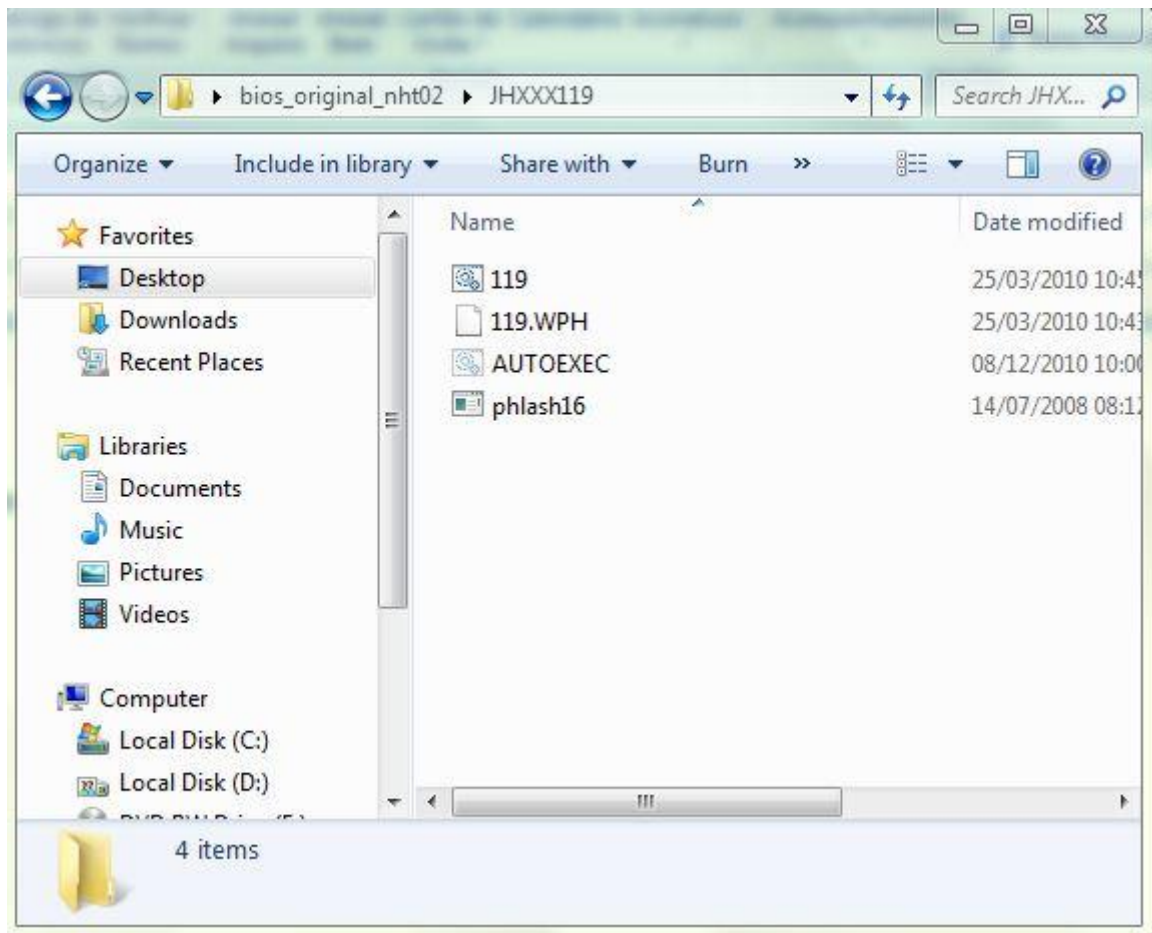 bios_original_nht02 JHXXX119 Search JHX...
Organize Include in library Share with Burn »
Name Date modified
Favorites
Desktop
Downloads
Recent Places
Libraries
Documents
Music
Pictures
Videos
Computer
Local Disk (C:)
Local Disk (D:)
119 25/03/2010 10:4
119.WPH 25/03/2010 10:43
AUTOEXEC 08/12/2010 10:00
phlash16 14/07/2008 08:1
4 items